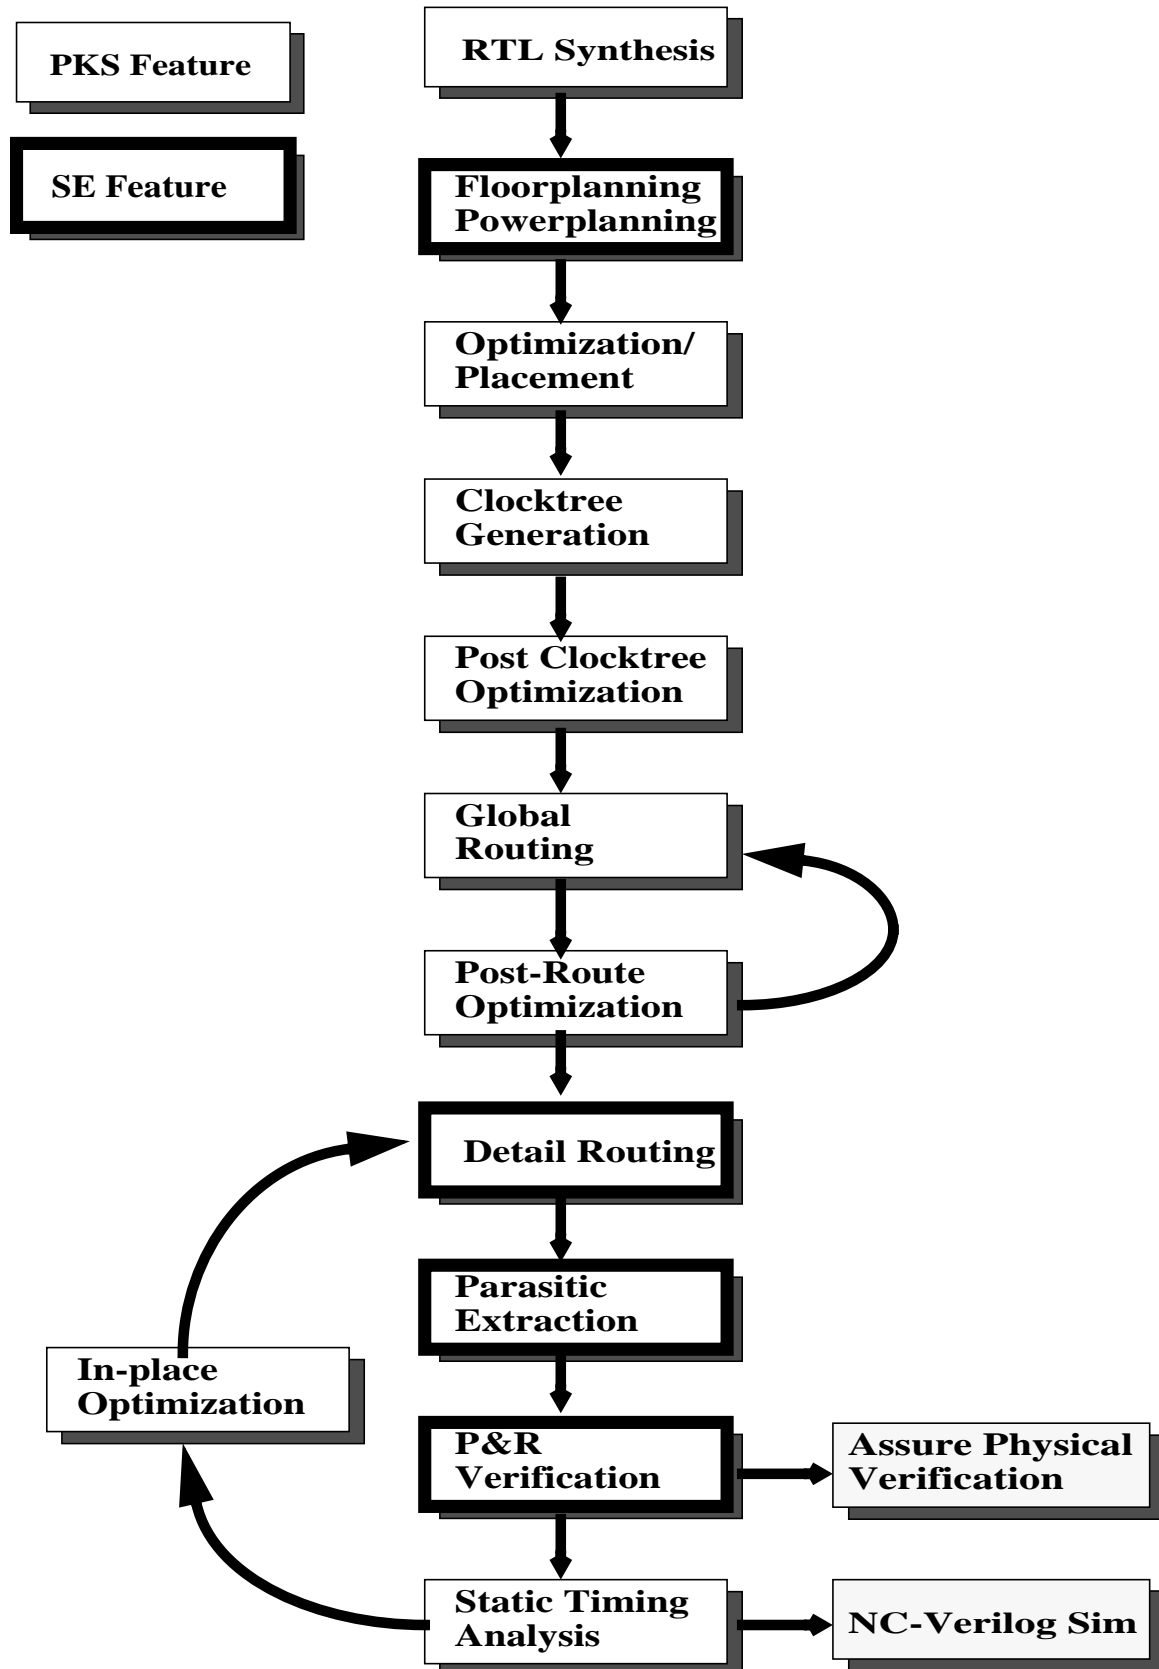 PKS Feature
SE Feature
RTL Synthesis
Floorplanning
Powerplanning
Optimization/
Placement
Clocktree
Generation
Post Clocktree
Optimization
Global
Routing
Post-Route
Optimization
Detail Routing
Parasitic
Extraction
In-place
Optimization
P&R
Verification
Assure Physical
Verification
Static Timing
Analysis
NC-Verilog Sim